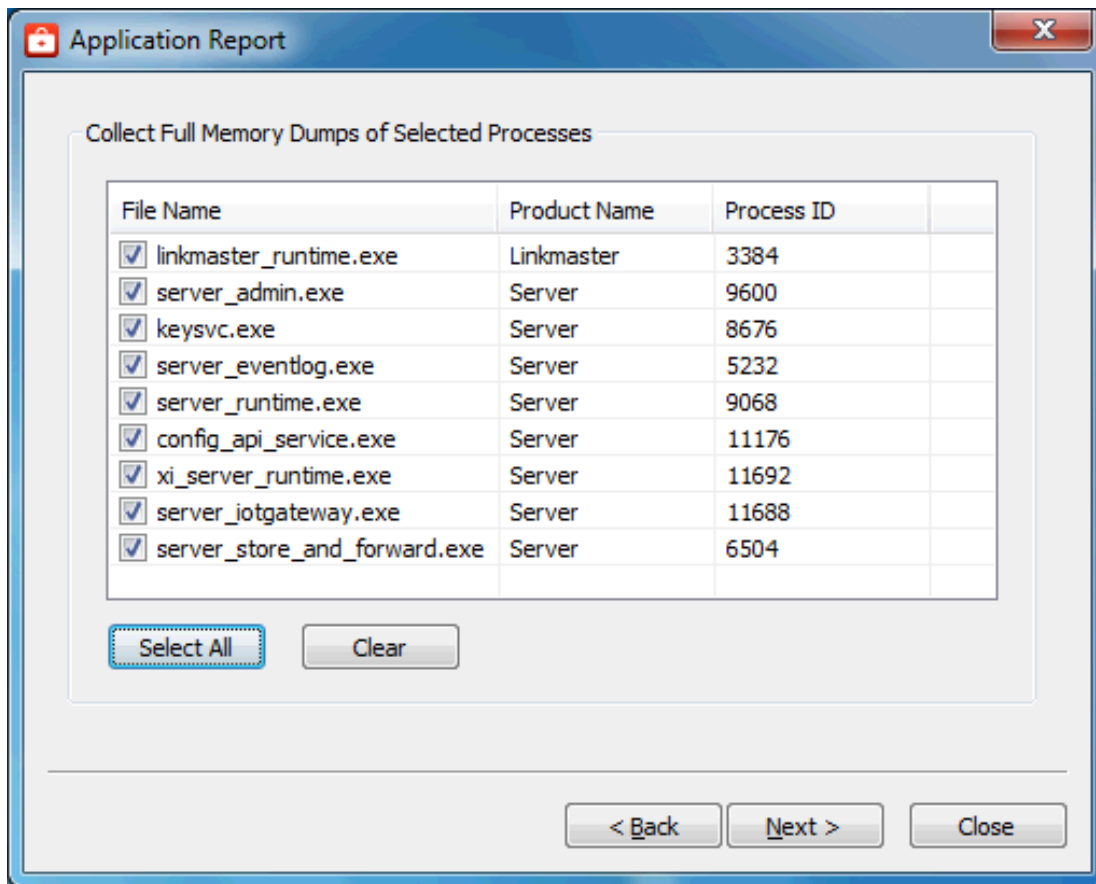 Application Report
Collect Full Memory Dumps of Selected Processes
File Name Product Name Process ID
linkmaster_runtime.exe Linkmaster 3384
server_admin.exe Server 9600
keysvc.exe Server 8676
server_eventlog.exe Server 5232
server_runtime.exe Server 9068
config_api_service.exe Server 11176
xi_server_runtime.exe Server 11692
server_iotgateway.exe Server 11688
server_store_and_forward.exe Server 6504
Select All Clear
< Back Next > Close